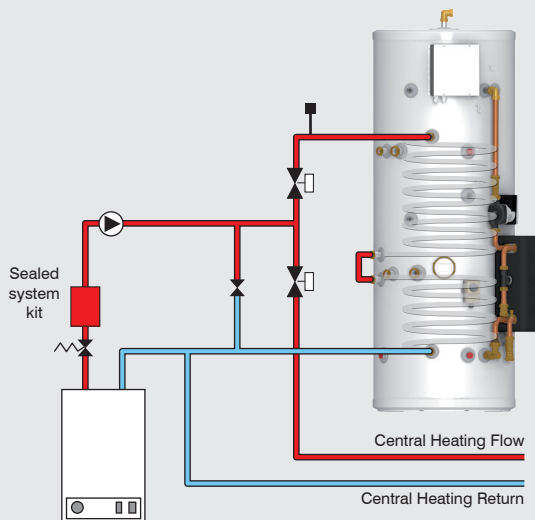 Sealed
system
kit
Central Heating Flow
Central Heating Return